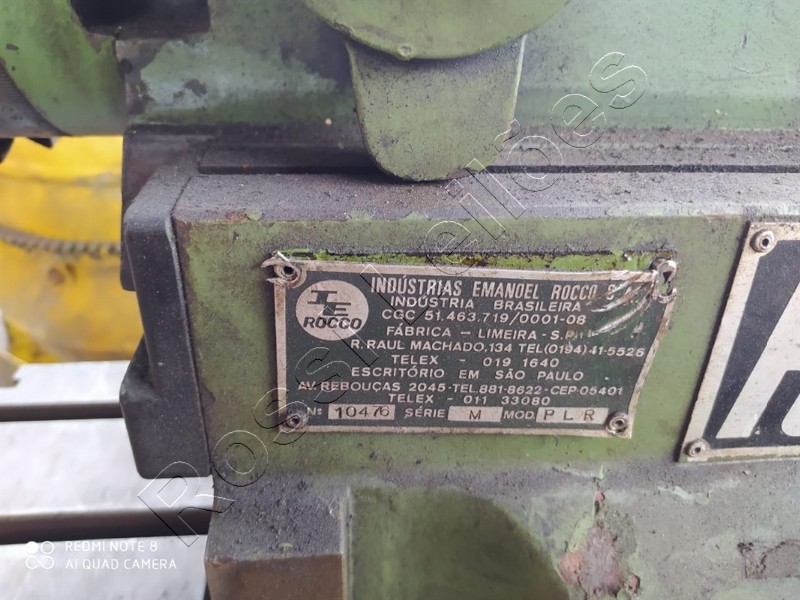 INDÚSTRIAS EMANOEL ROCCO S
INDÚSTRIA BRASILEIRA
CGC 51.463.719/0001-08
FÁBRICA - LIMEIRA - S.P.
R. RAUL MACHADO,134 TEL(0194) 41-5526
TELEX - 019 1640
ESCRITÓRIO EM SÃO PAULO
AV. REBOUÇAS 2045-TEL.881-8622-CEP-05401
TELEX - 011 33080
Nº 10476 SÉRIE M MOD. PLR
IE
ROCCO
Rossi Leilões
REDMI NOTE 8
AI QUAD CAMERA